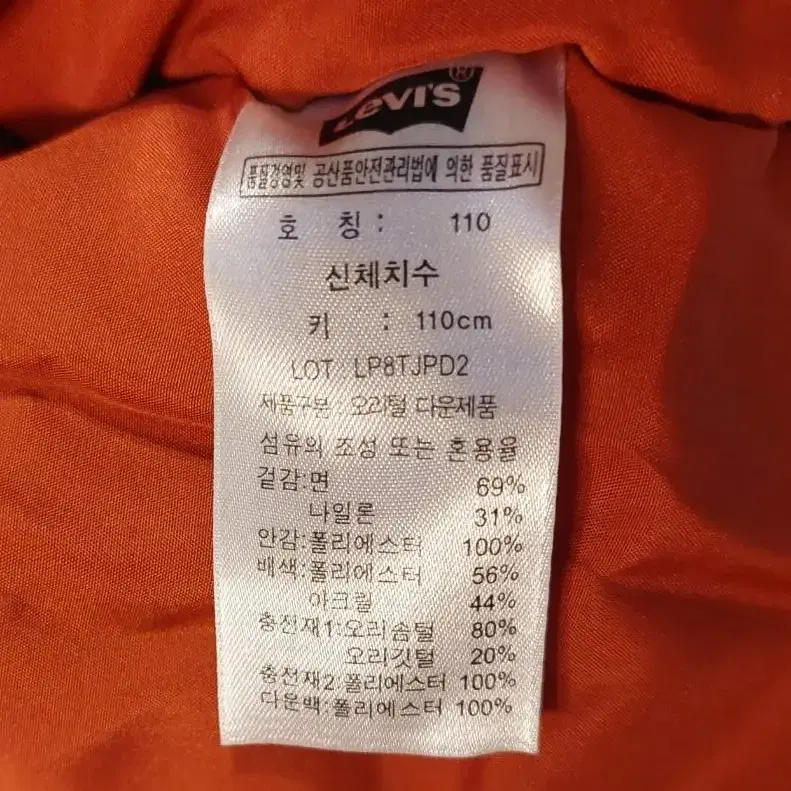 Levi's®
품질경영및 공산품안전관리법에 의한 품질표시
호 칭 : 110
신체치수
키 : 110cm
LOT : LP8TJPD2
제품구분 : 오리털 다운제품
섬유의 조성 또는 혼용율
겉감:면 69%
나일론 31%
안감:폴리에스터 100%
배색:폴리에스터 56%
아크릴 44%
충전재1:오리솜털 80%
오리깃털 20%
충전재2:폴리에스터 100%
다운백:폴리에스터 100%